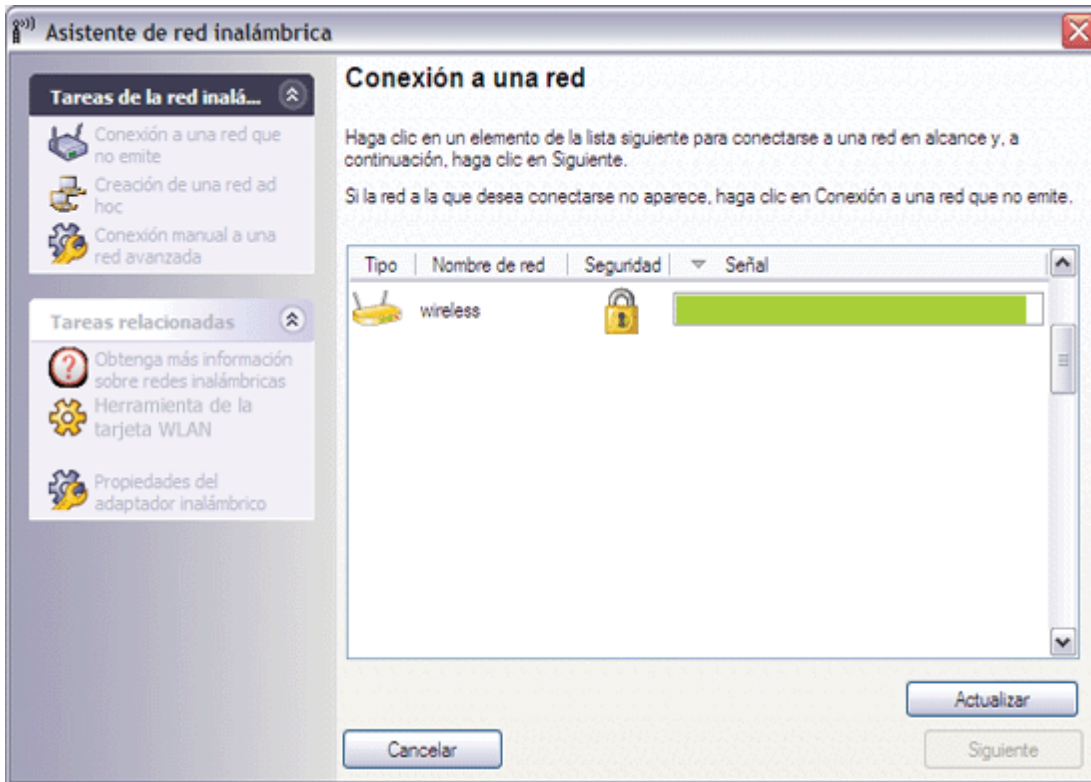 Asistente de red inalámbrica
Tareas de la red inalá...
Conexión a una red que
no emite
Creación de una red ad
hoc
Conexión manual a una
red avanzada
Tareas relacionadas
Obtenga más información
sobre redes inalámbricas
Herramienta de la
tarjeta WLAN
Propiedades del
adaptador inalámbrico
Conexión a una red
Haga clic en un elemento de la lista siguiente para conectarse a una red en alcance y, a
continuación, haga clic en Siguiente.
Si la red a la que desea conectarse no aparece, haga clic en Conexión a una red que no emite.
Tipo Nombre de red Seguridad Señal
wireless
Actualizar
Cancelar Siguiente